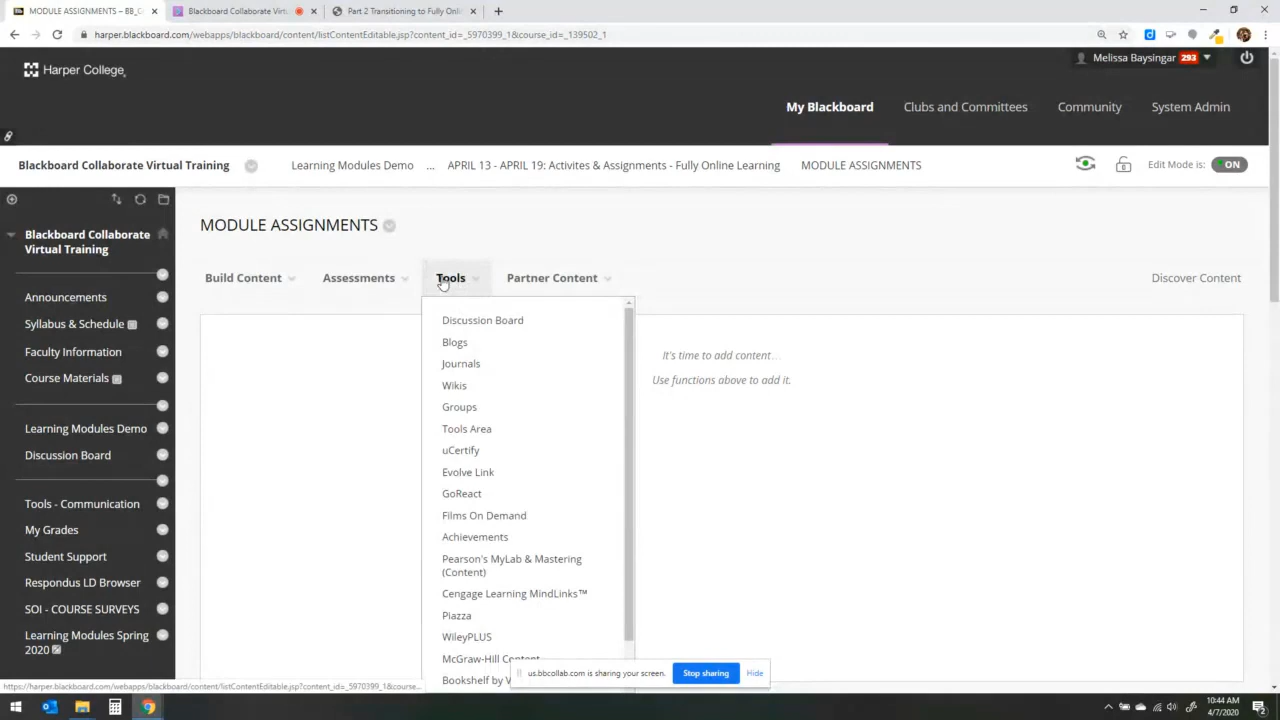 MODULE ASSIGNMENTS – BB_C
Blackboard Collaborate Virtu
Part 2 Transitioning to Fully Onli
harper.blackboard.com/webapps/blackboard/content/listContentEditable.jsp?content_id=_5970399_1&course_id=_139502_1
Harper College
Melissa Baysingar 293
My Blackboard
Clubs and Committees
Community
System Admin
Blackboard Collaborate Virtual Training
Learning Modules Demo
...
APRIL 13 - APRIL 19: Activites & Assignments - Fully Online Learning
MODULE ASSIGNMENTS
Edit Mode is: ON
Blackboard Collaborate
Virtual Training
Announcements
Syllabus & Schedule
Faculty Information
Course Materials
Learning Modules Demo
Discussion Board
Tools - Communication
My Grades
Student Support
Respondus LD Browser
SOI - COURSE SURVEYS
Learning Modules Spring
2020
MODULE ASSIGNMENTS
Build Content
Assessments
Tools
Partner Content
Discover Content
Discussion Board
Blogs
Journals
Wikis
Groups
Tools Area
uCertify
Evolve Link
GoReact
Films On Demand
Achievements
Pearson's MyLab & Mastering
(Content)
Cengage Learning MindLinks™
Piazza
WileyPLUS
McGraw-Hill Content
Bookshelf by V
It's time to add content...
Use functions above to add it.
us.bbcollab.com is sharing your screen.
Stop sharing
Hide
https://harper.blackboard.com/webapps/blackboard/content/listContentEditable.jsp?content_id=_5970399_1&course...
10:44 AM
4/7/2020
2